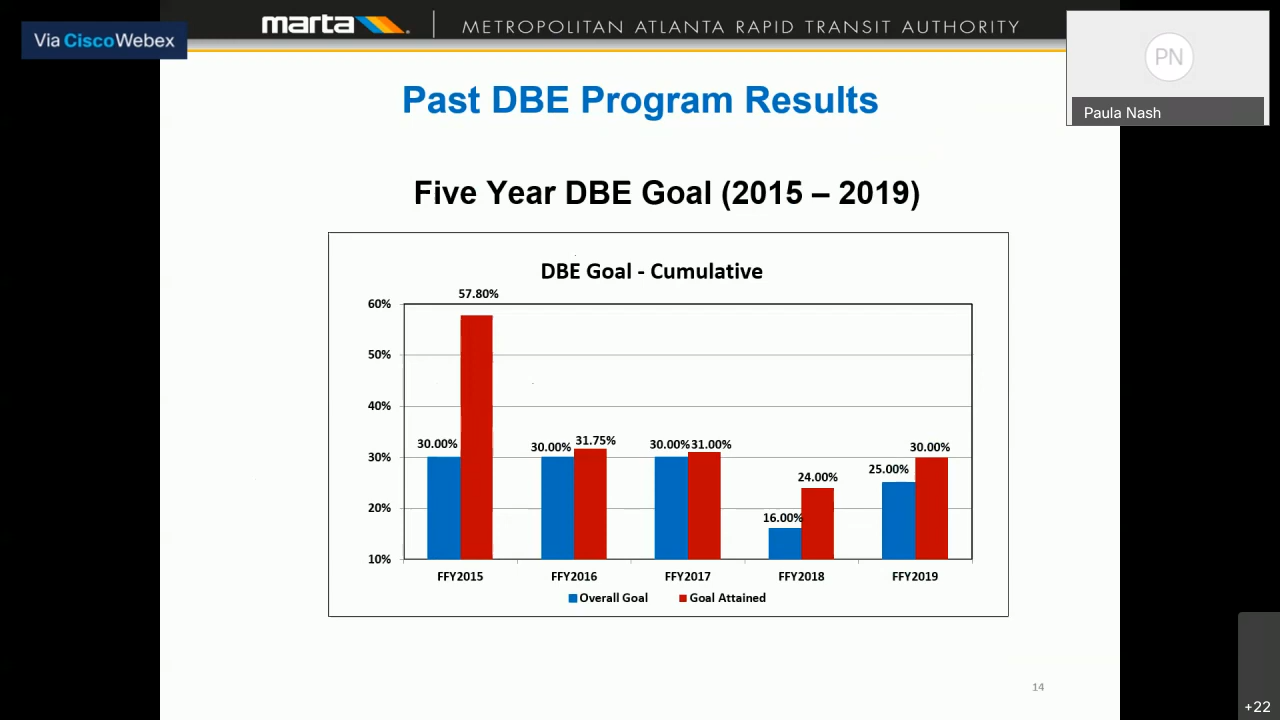 Via CiscoWebex
marta
METROPOLITAN ATLANTA RAPID TRANSIT AUTHORITY
PN
Paula Nash
Past DBE Program Results
Five Year DBE Goal (2015 – 2019)
DBE Goal - Cumulative
60%
50%
40%
30%
20%
10%
30.00%
57.80%
30.00%
31.75%
30.00%
31.00%
16.00%
24.00%
25.00%
30.00%
FFY2015
FFY2016
FFY2017
FFY2018
FFY2019
Overall Goal
Goal Attained
14
+22